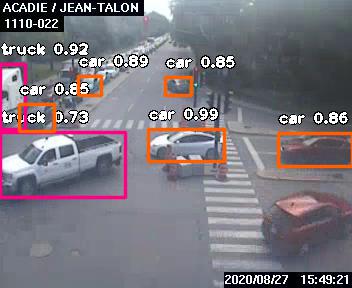 ACADIE / JEAN-TALON
1110-022
truck 0.92
car 0.89
car 0.85
car 0.85
truck 0.73
car 0.99
car 0.86
2020/08/27 15:49:21